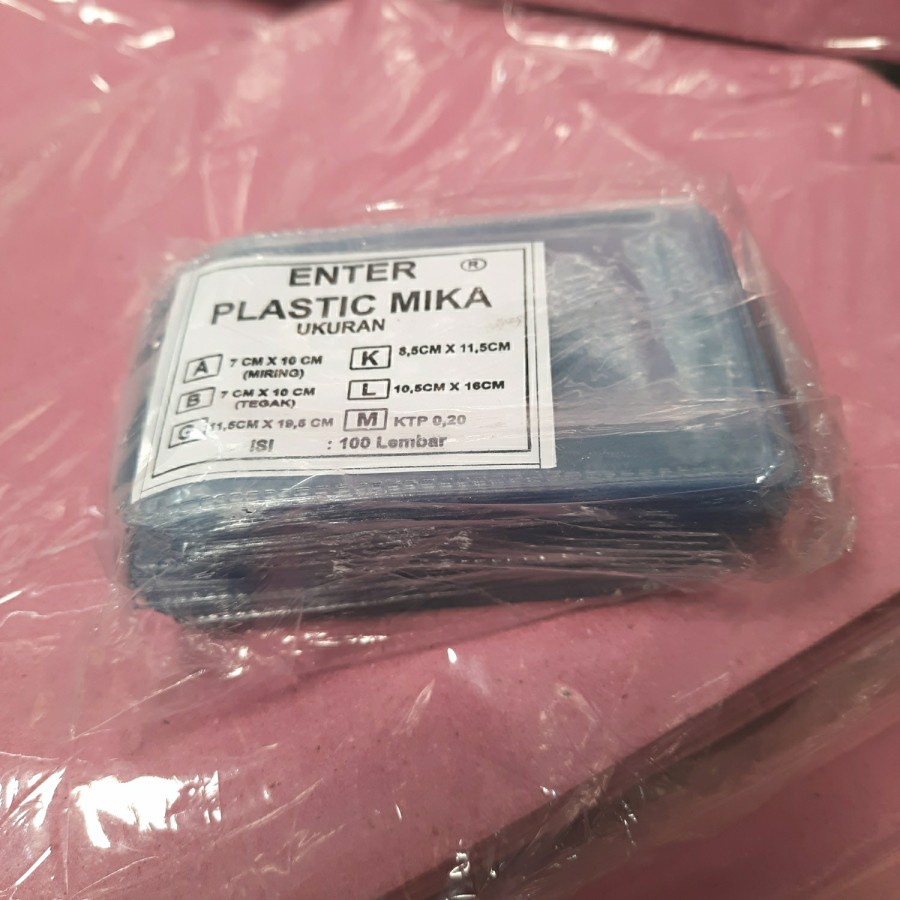 ENTER ®
PLASTIC MIKA
UKURAN
A 7 CM X 10 CM
(MIRING)
B 7 CM X 10 CM
(TEGAK)
11,5CM X 19,5 CM
K 8,5CM X 11,5CM
L 10,5CM X 16CM
M KTP 0,20
ISI : 100 Lembar